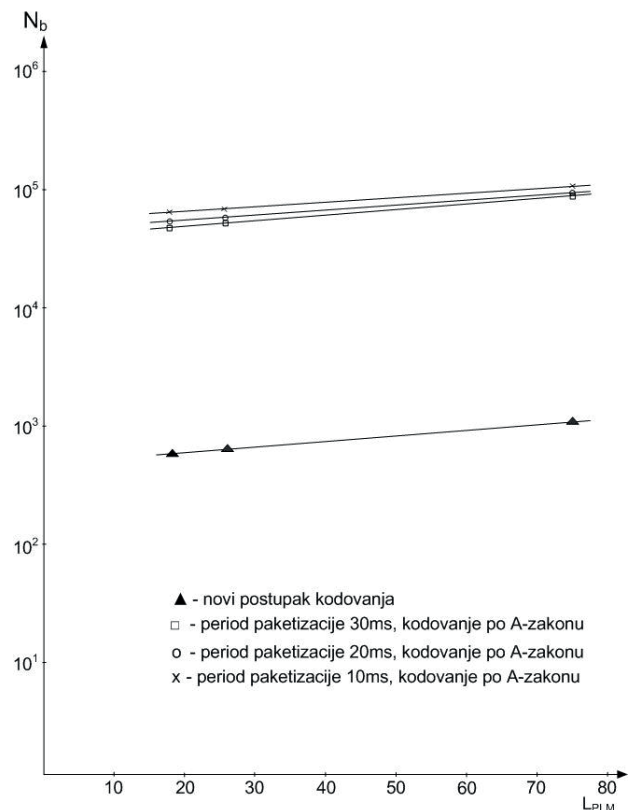 N_b
10^6
10^5
10^4
10^3
10^2
10^1
▲ - novi postupak kodovanja
□ - period paketizacije 30ms, kodovanje po A-zakonu
o - period paketizacije 20ms, kodovanje po A-zakonu
x - period paketizacije 10ms, kodovanje po A-zakonu
10 20 30 40 50 60 70 80
L_PLM